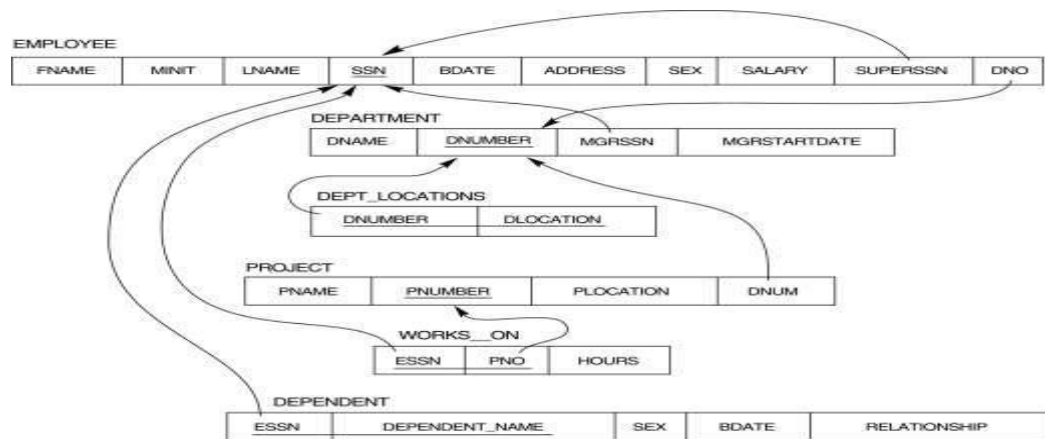 EMPLOYEE
FNAME MINIT LNAME SSN BDATE ADDRESS SEX SALARY SUPERSSN DNO
DEPARTMENT
DNAME DNUMBER MGRSSN MGRSTARTDATE
DEPT_LOCATIONS
DNUMBER DLOCATION
PROJECT
PNAME PNUMBER PLOCATION DNUM
WORKS__ON
ESSN PNO HOURS
DEPENDENT
ESSN DEPENDENT_NAME SEX BDATE RELATIONSHIP